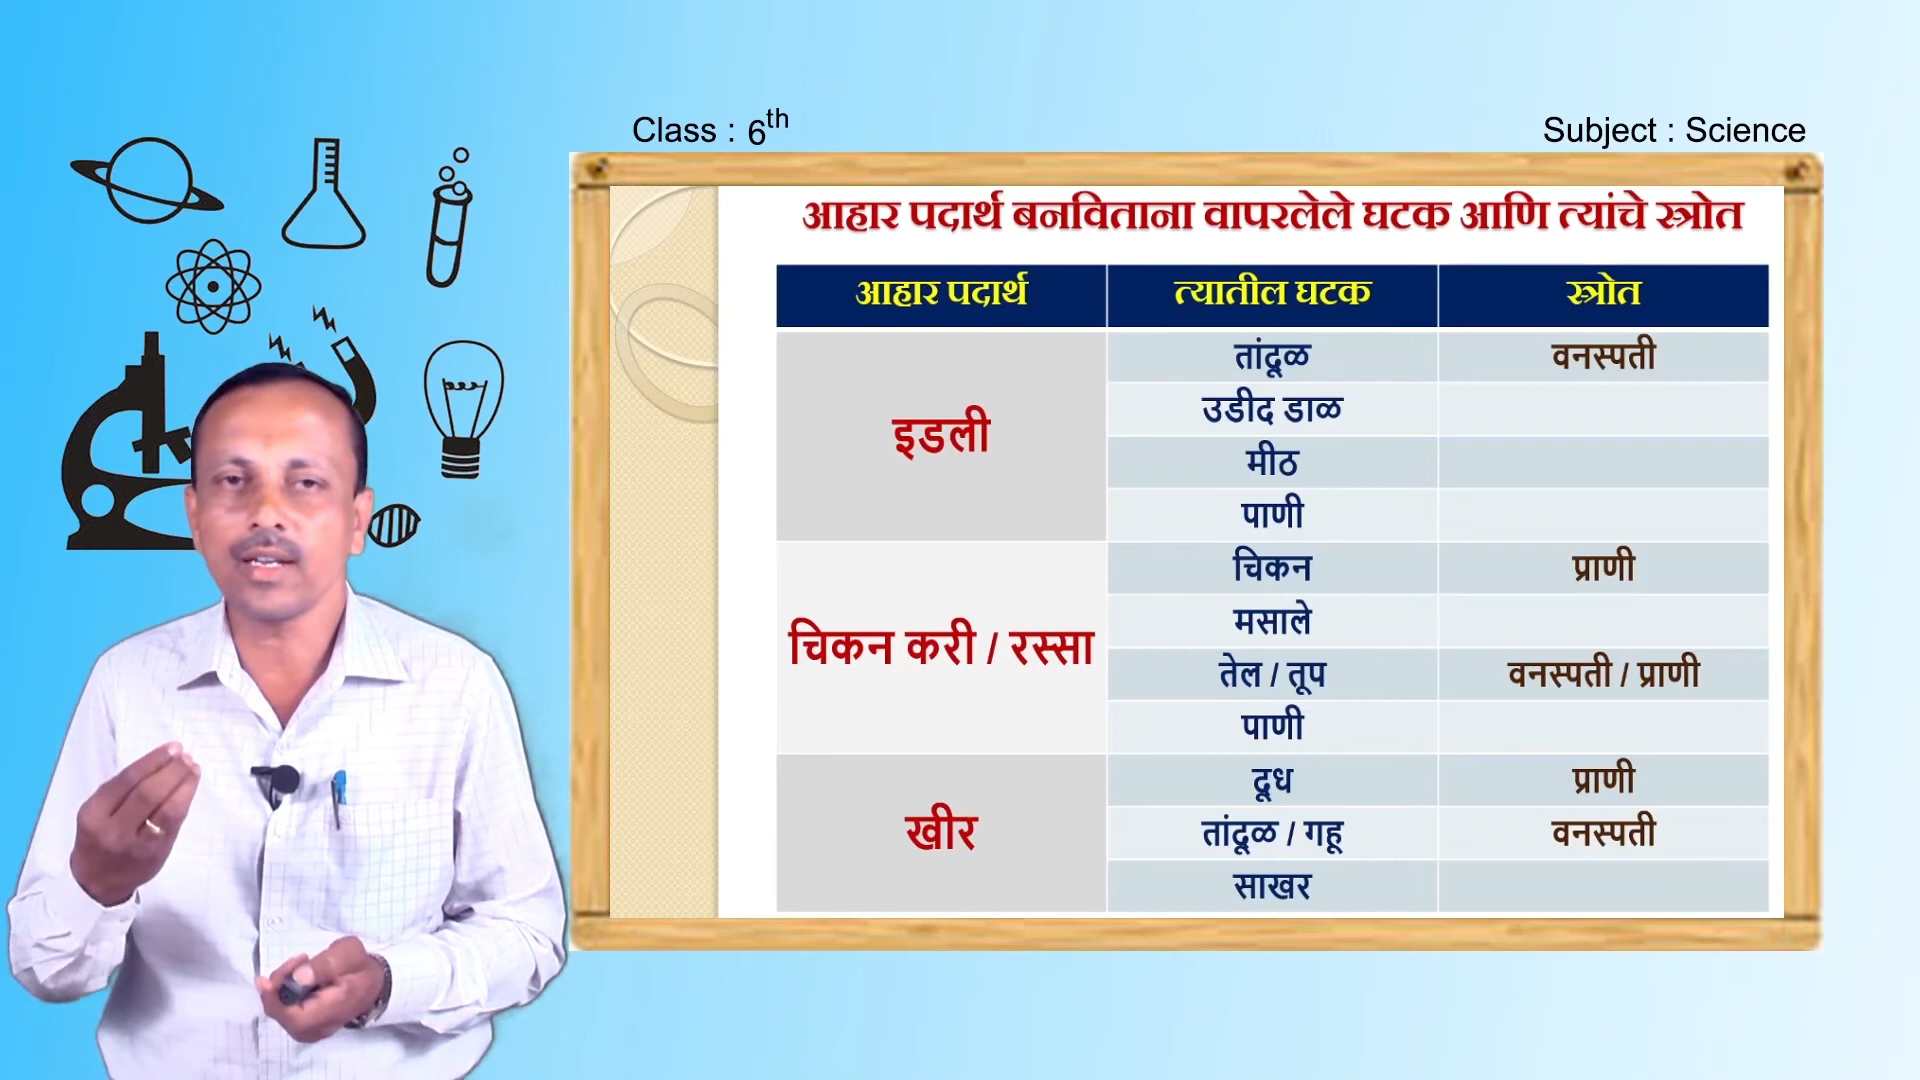 Class : 6th
Subject : Science
आहार पदार्थ बनविताना वापरलेले घटक आणि त्यांचे स्त्रोत
आहार पदार्थ त्यातील घटक स्त्रोत
इडली
तांदूळ वनस्पती
उडीद डाळ
मीठ
पाणी
चिकन करी / रस्सा
चिकन प्राणी
मसाले
तेल / तूप वनस्पती / प्राणी
पाणी
खीर
दूध प्राणी
तांदूळ / गहू वनस्पती
साखर